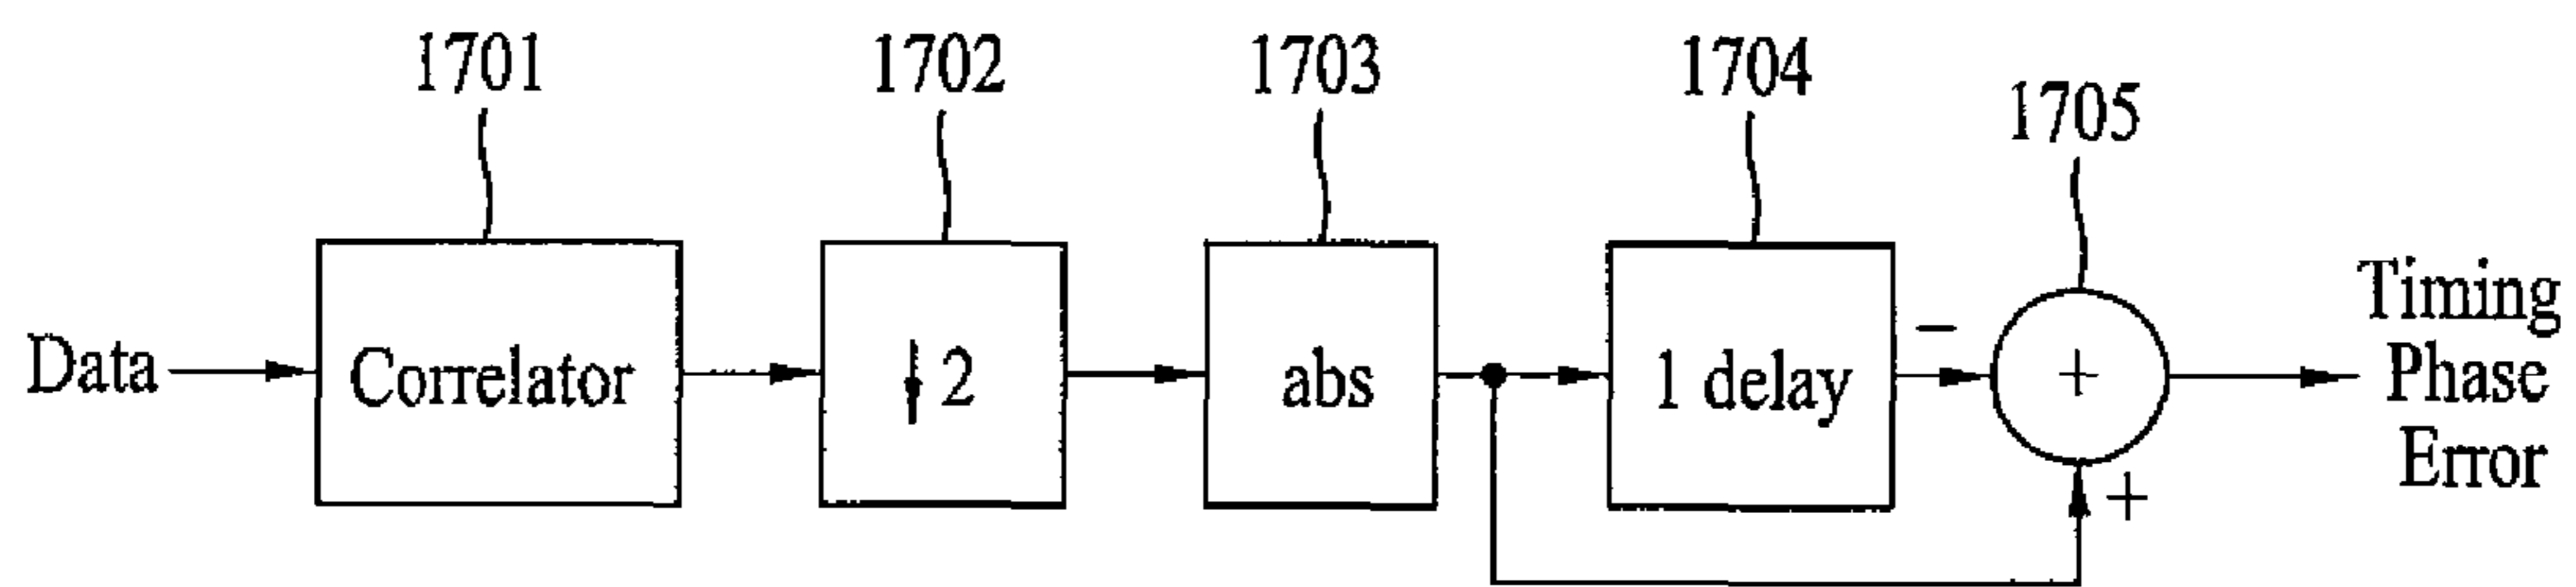 1701
1702
1703
1704
1705
Data
Correlator
↓2
abs
1 delay
−
+
+
Timing
Phase
Error